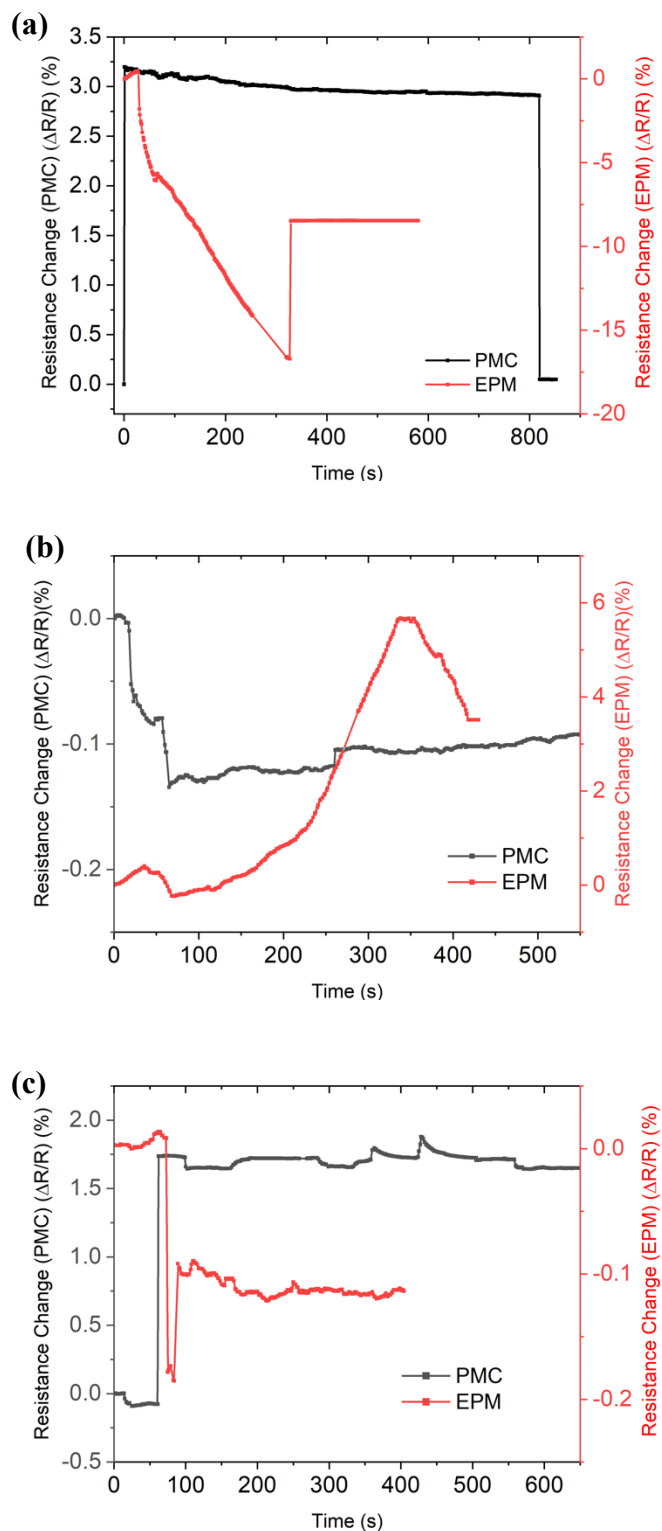 (a)
Resistance Change (PMC) (ΔR/R) (%)
3.5
3.0
2.5
2.0
1.5
1.0
0.5
0.0
0
-5
-10
-15
-20
Resistance Change (EPM) (ΔR/R) (%)
PMC
EPM
0 200 400 600 800
Time (s)
(b)
Resistance Change (PMC) (ΔR/R)(%)
0.0
-0.1
-0.2
6
4
2
0
Resistance Change (EPM) (ΔR/R)(%)
PMC
EPM
0 100 200 300 400 500
Time (s)
(c)
Resistance Change (PMC) (ΔR/R) (%)
2.0
1.5
1.0
0.5
0.0
-0.5
0.0
-0.1
-0.2
Resistance Change (EPM) (ΔR/R) (%)
PMC
EPM
0 100 200 300 400 500 600
Time (s)